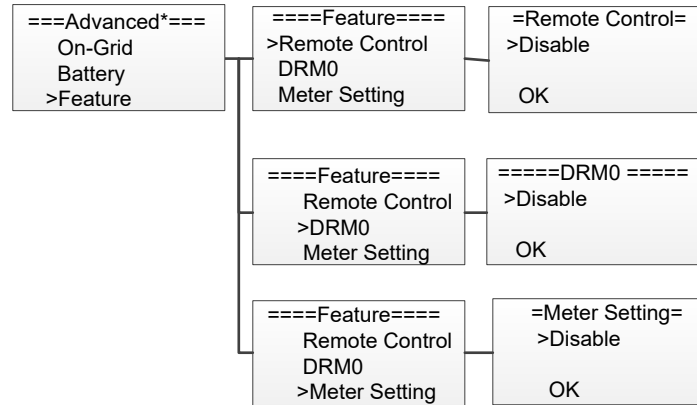 ===Advanced*===
On-Grid
Battery
>Feature
====Feature====
>Remote Control
DRM0
Meter Setting
=Remote Control=
>Disable
OK
====Feature====
Remote Control
>DRM0
Meter Setting
=====DRM0 =====
>Disable
OK
====Feature====
Remote Control
DRM0
>Meter Setting
=Meter Setting=
>Disable
OK